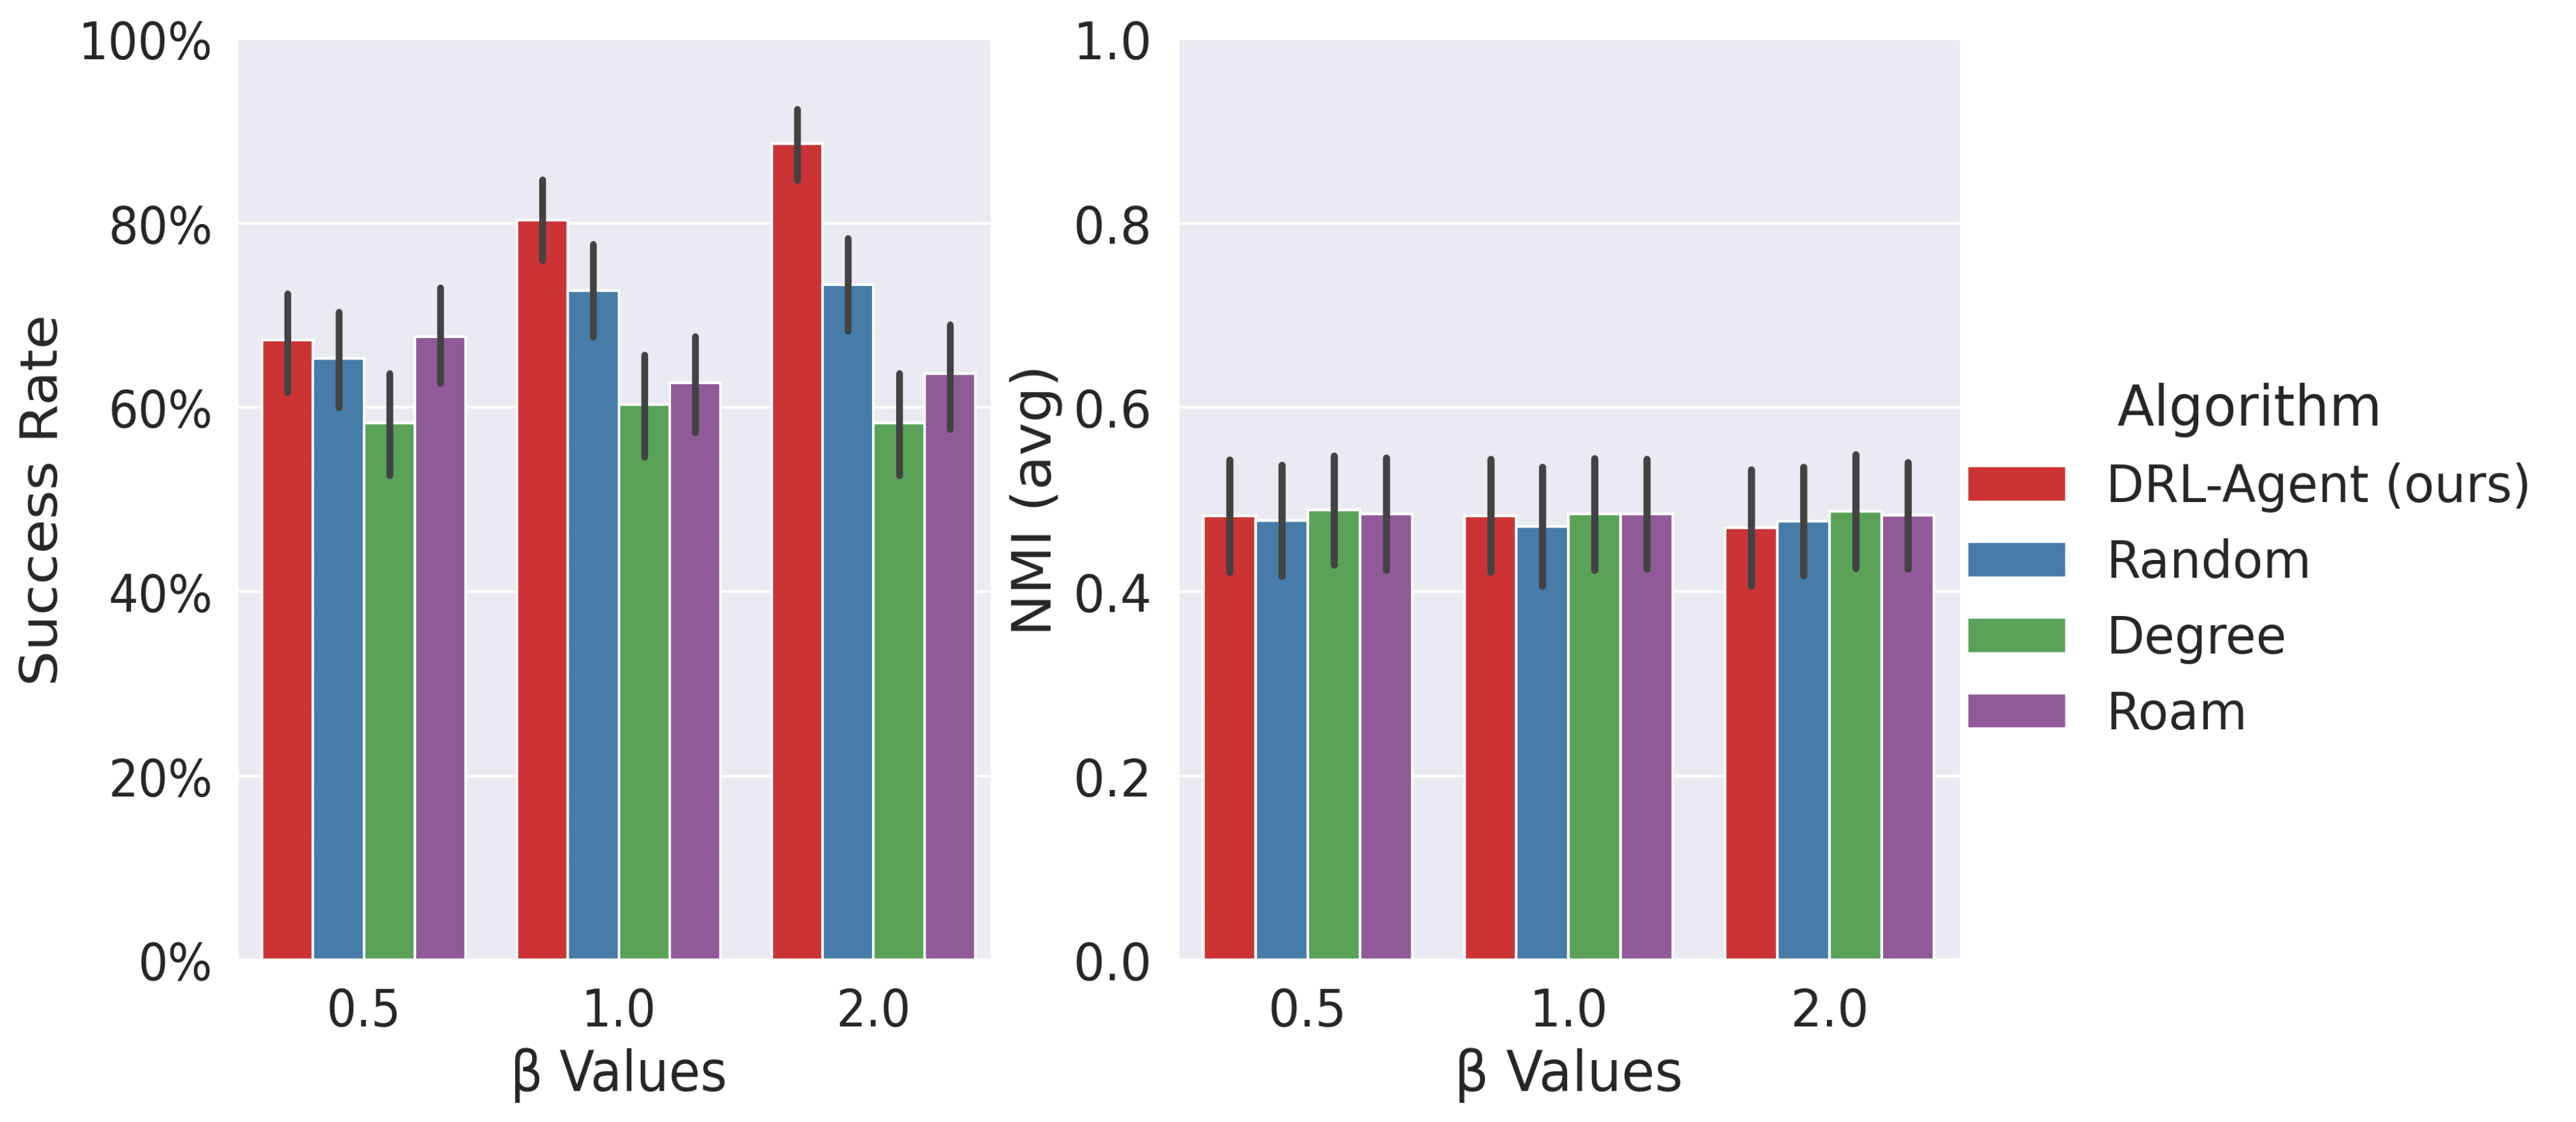 100%
80%
60%
40%
20%
0%
Success Rate
0.5 1.0 2.0
β Values
1.0
0.8
0.6
0.4
0.2
0.0
NMI (avg)
0.5 1.0 2.0
β Values
Algorithm
DRL-Agent (ours)
Random
Degree
Roam